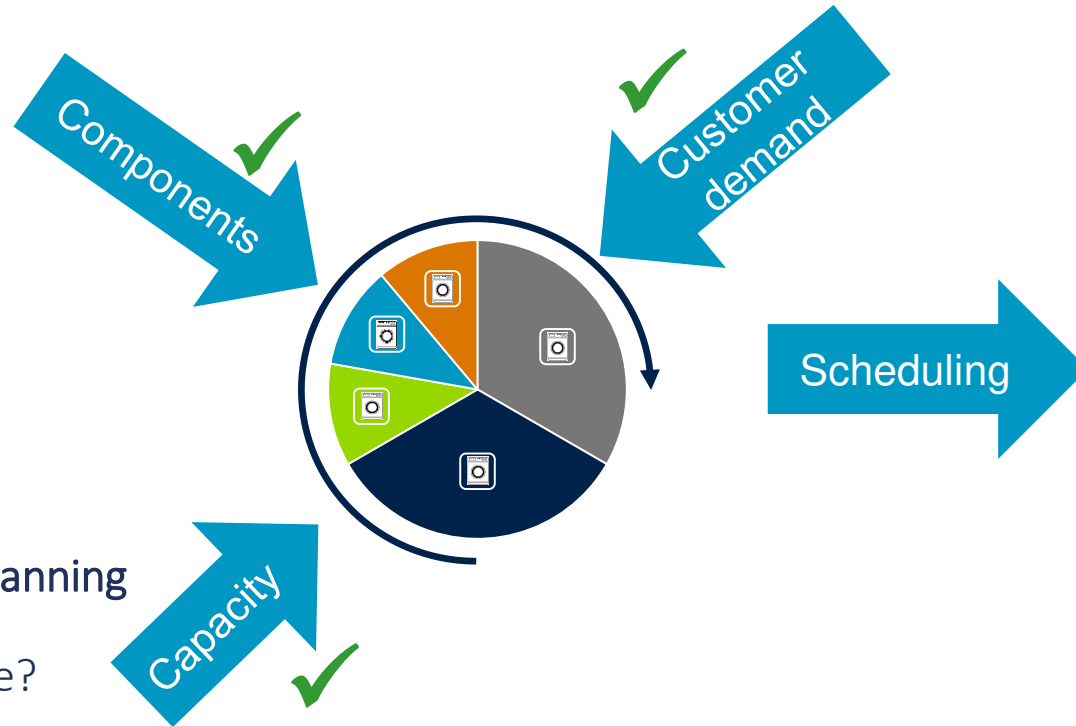 Components
Customer
demand
Scheduling
anning
Capacity
e?